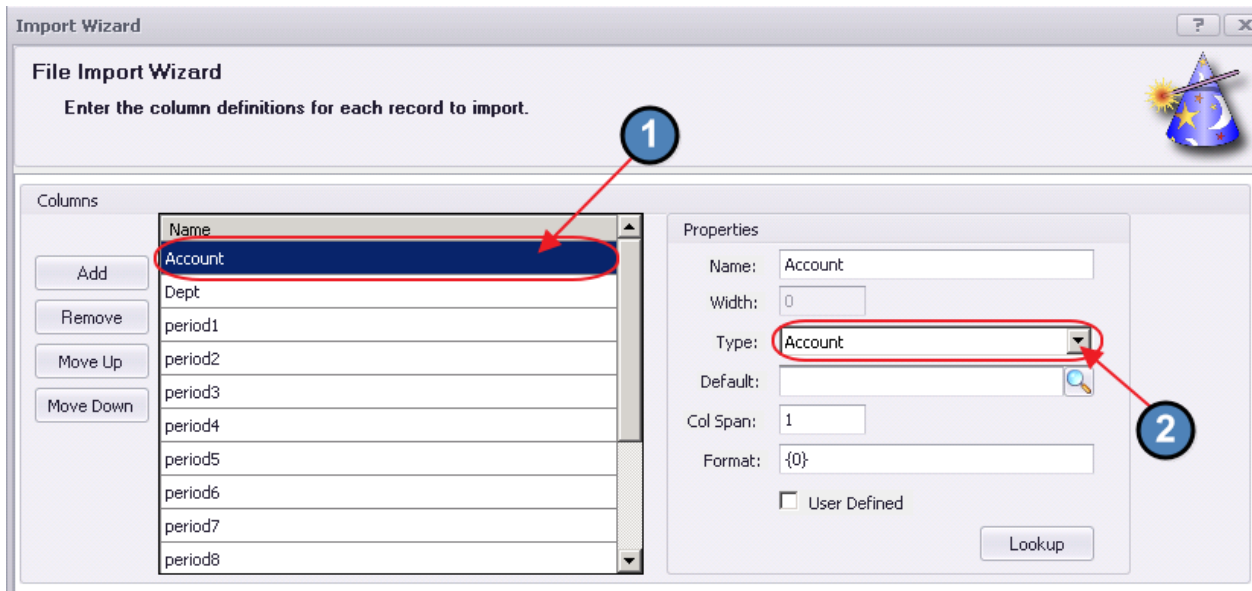 Import Wizard
?
X
File Import Wizard
Enter the column definitions for each record to import.
1
Columns
Name
Account
Dept
period1
period2
period3
period4
period5
period6
period7
period8
Add
Remove
Move Up
Move Down
Properties
Name: Account
Width: 0
Type: Account
Default:
Col Span: 1
Format: {0}
User Defined
Lookup
2